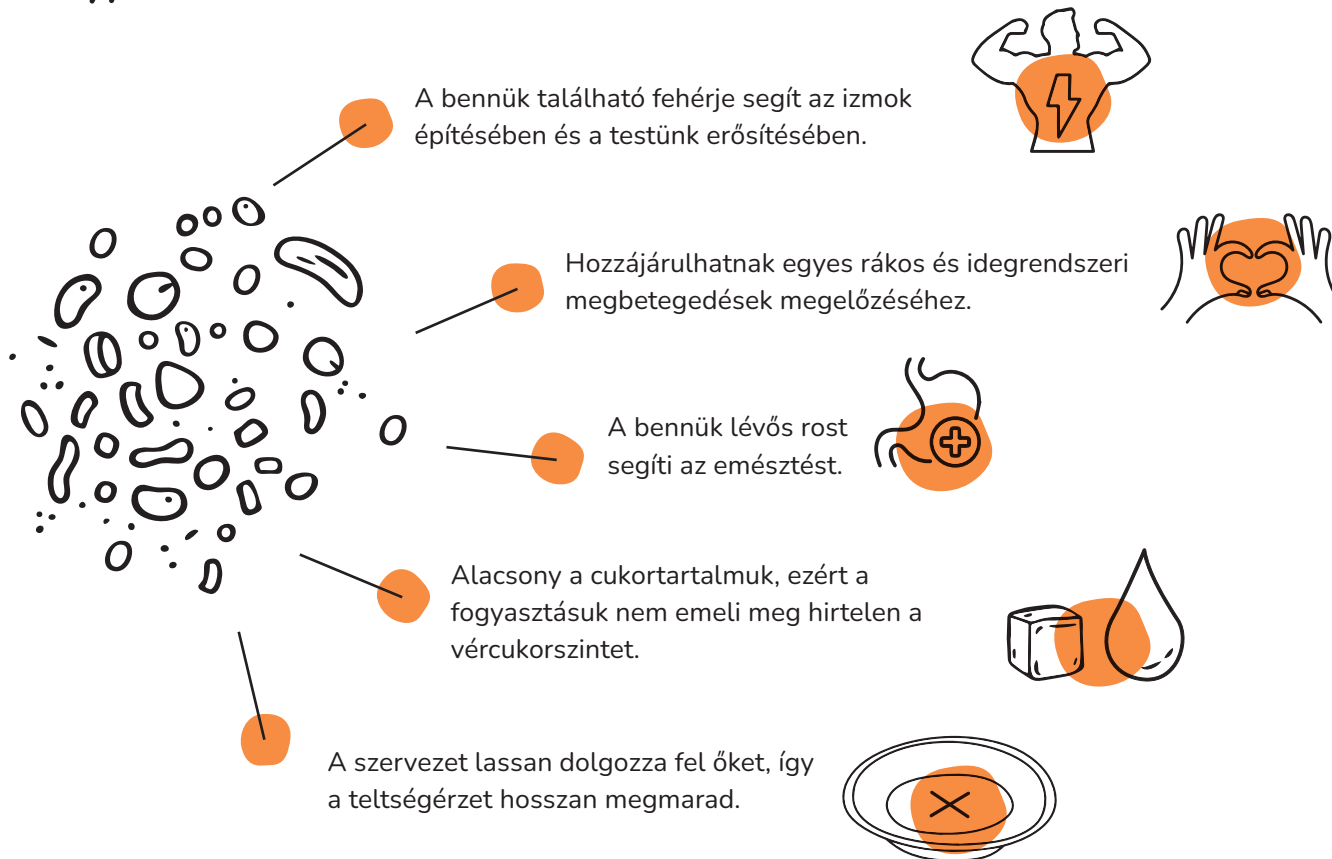 A bennük található fehérje segít az izmok
építésében és a testünk erősítésében.
Hozzájárulhatnak egyes rákos és idegrendszeri
megbetegedések megelőzéséhez.
A bennük lévős rost
segíti az emésztést.
Alacsony a cukortartalmuk, ezért a
fogyasztásuk nem emeli meg hirtelen a
vércukorszintet.
A szervezet lassan dolgozza fel őket, így
a teltségérzet hosszan megmarad.